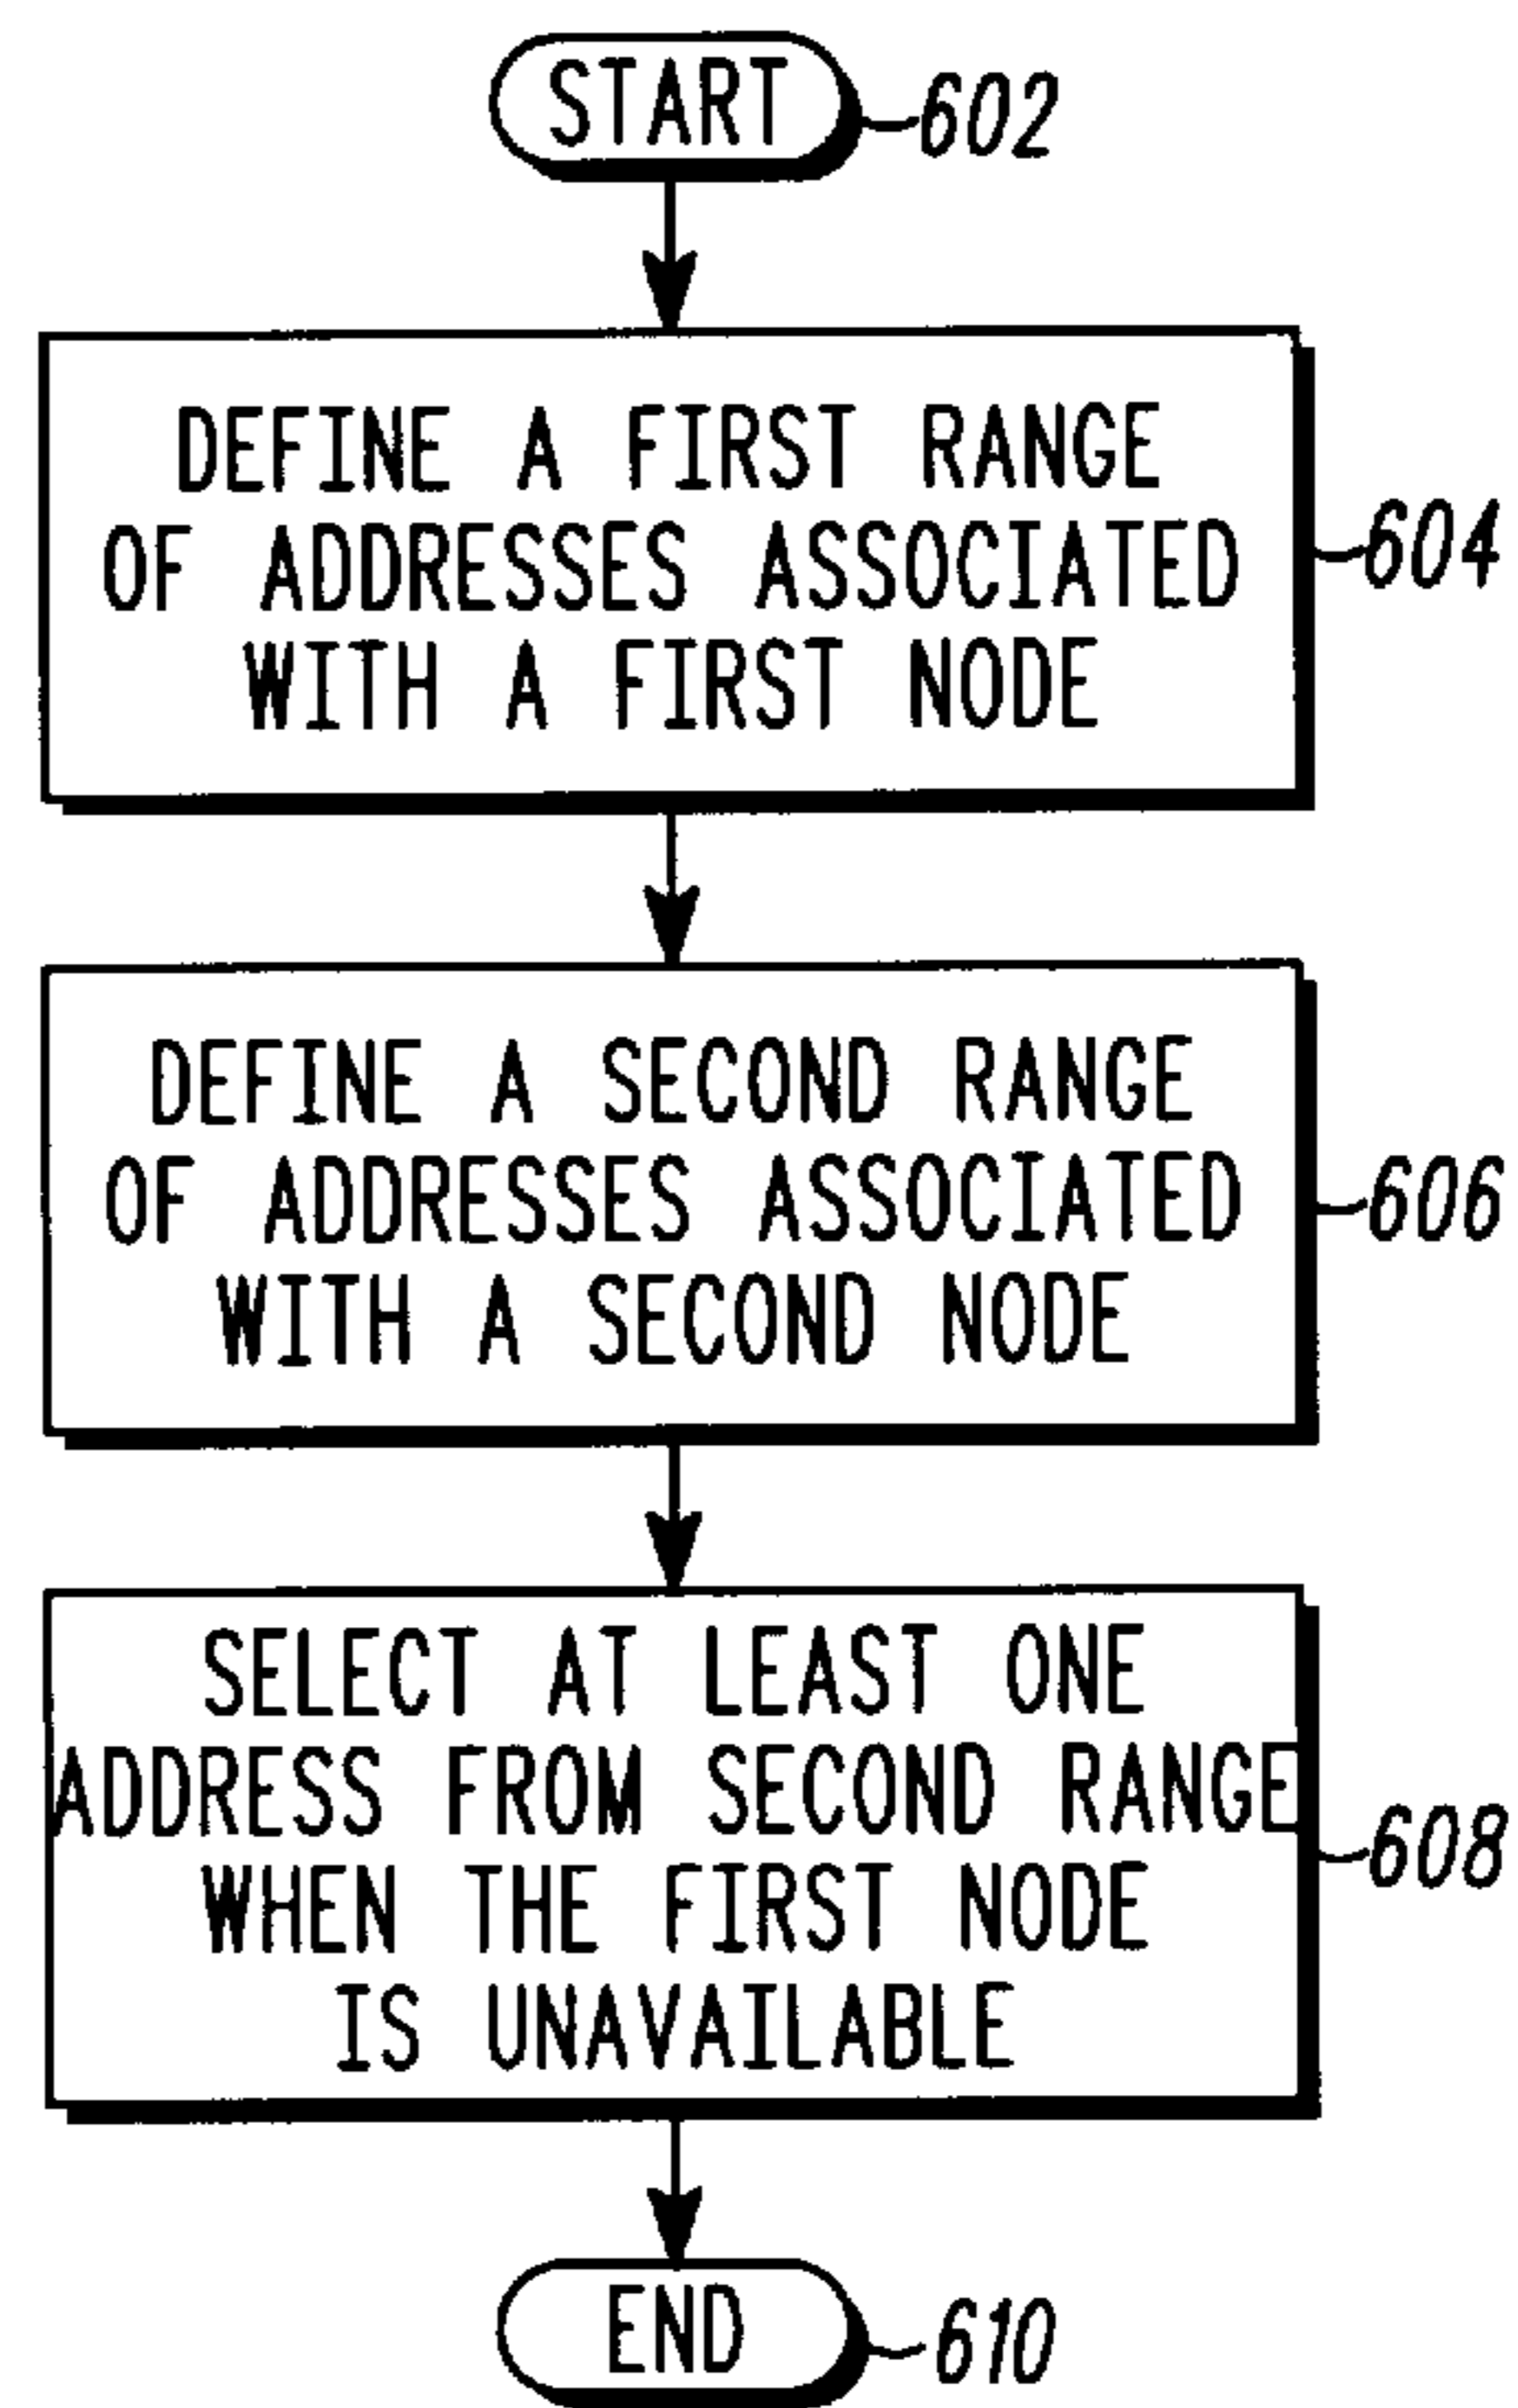 START
602
DEFINE A FIRST RANGE
OF ADDRESSES ASSOCIATED
WITH A FIRST NODE
604
DEFINE A SECOND RANGE
OF ADDRESSES ASSOCIATED
WITH A SECOND NODE
606
SELECT AT LEAST ONE
ADDRESS FROM SECOND RANGE
WHEN THE FIRST NODE
IS UNAVAILABLE
608
END
610